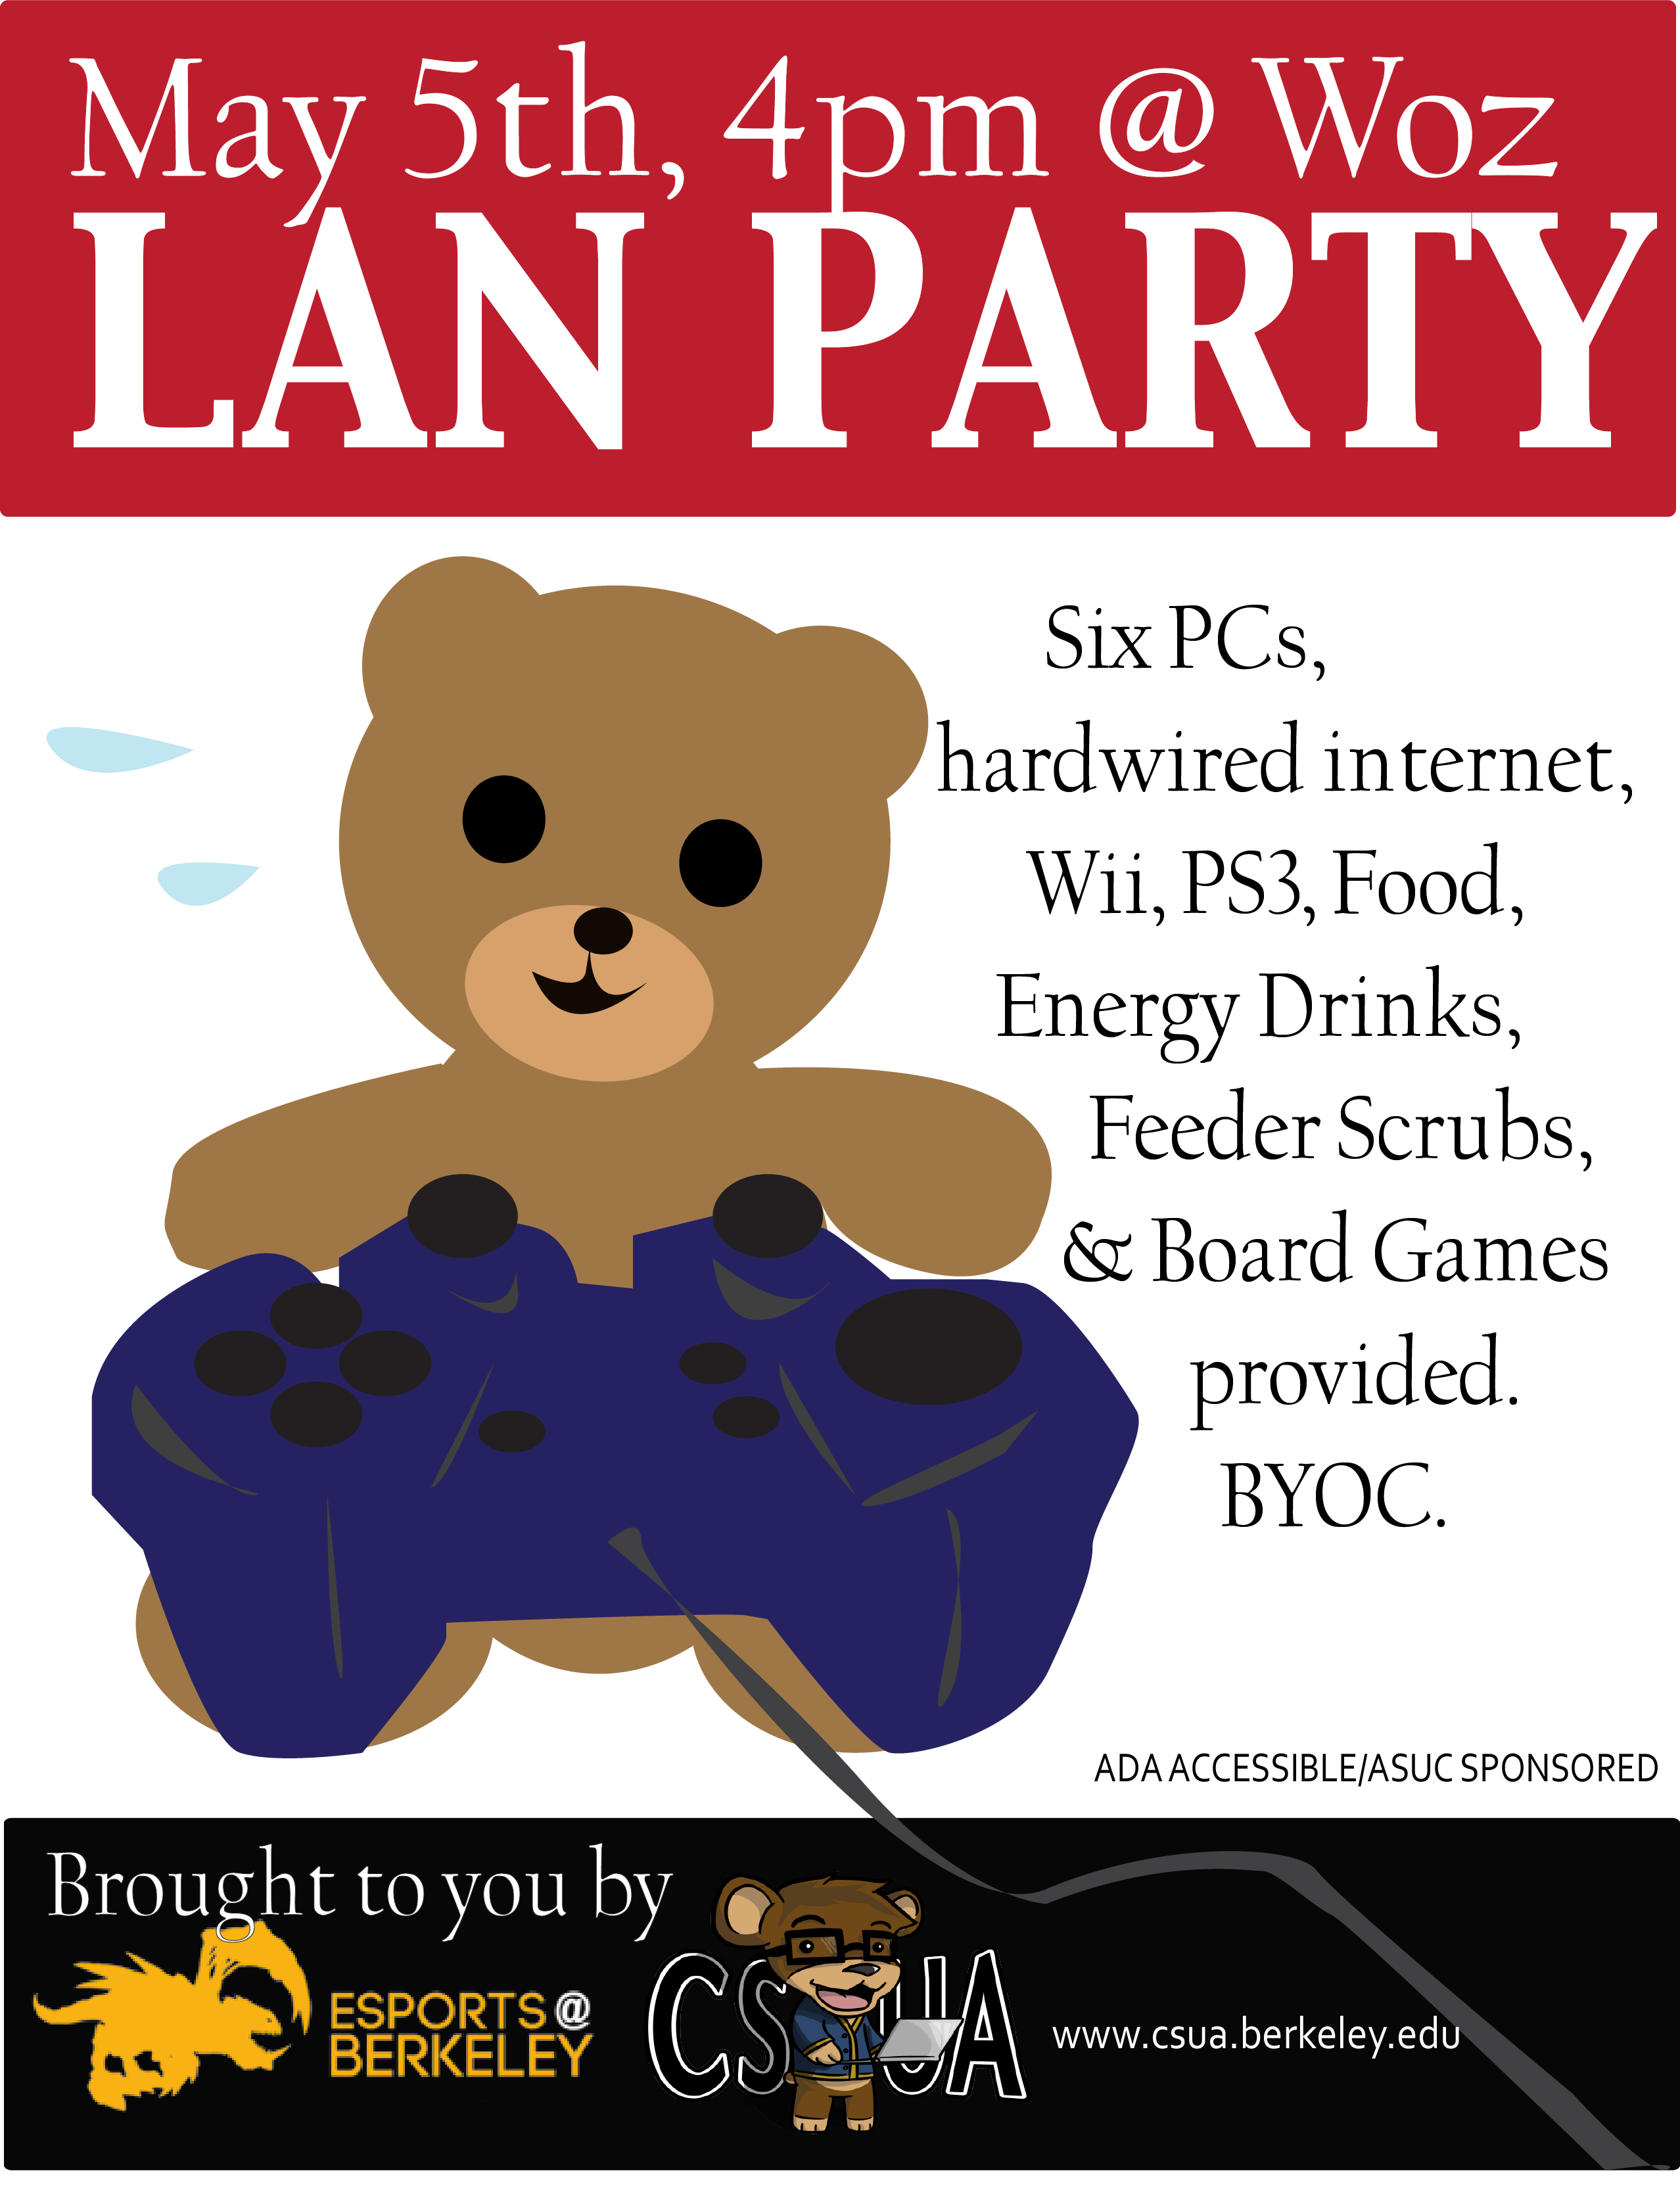 May 5th, 4pm @ Woz
LAN PARTY
Six PCs,
hardwired internet,
Wii, PS3, Food,
Energy Drinks,
Feeder Scrubs,
& Board Games
provided.
BYOC.
ADA ACCESSIBLE/ASUC SPONSORED
Brought to you by
ESPORTS@
BERKELEY
CSUA
www.csua.berkeley.edu